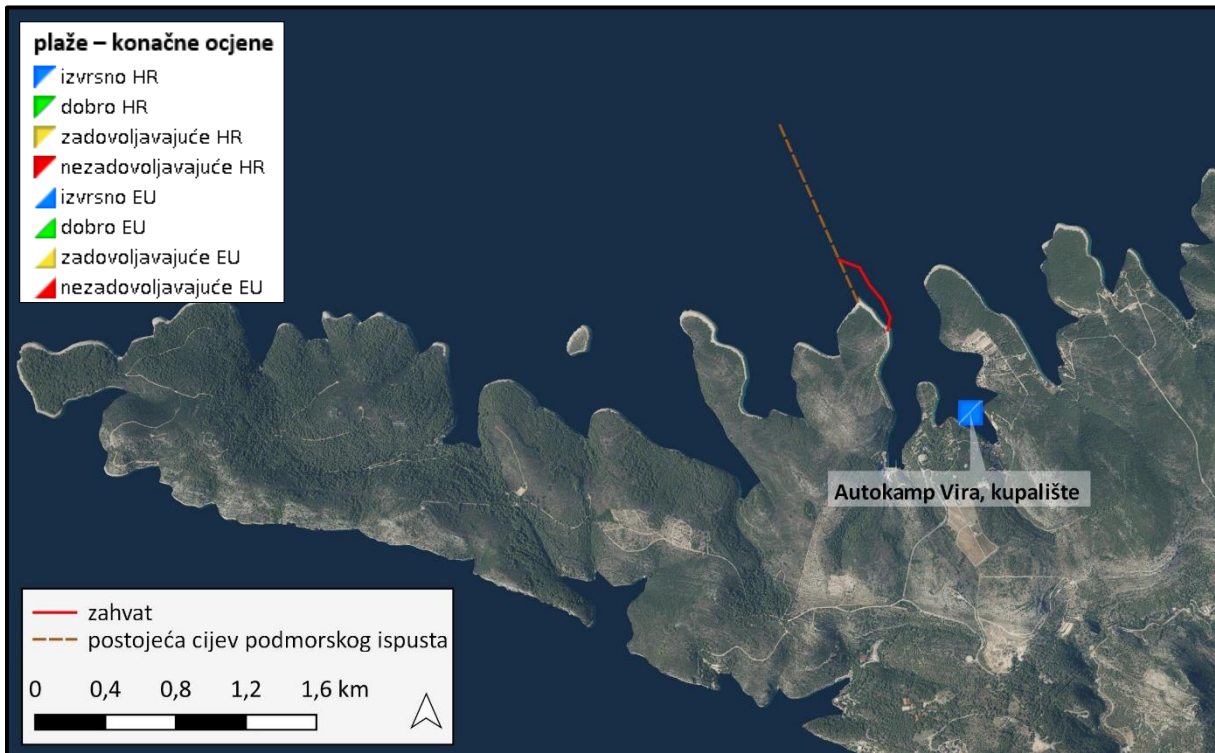 plaže – konačne ocjene
izvrsno HR
dobro HR
zadovoljavajuće HR
nezadovoljavajuće HR
izvrsno EU
dobro EU
zadovoljavajuće EU
nezadovoljavajuće EU
Autokamp Vira, kupalište
zahvat
postojeća cijev podmorskog ispusta
0 0,4 0,8 1,2 1,6 km